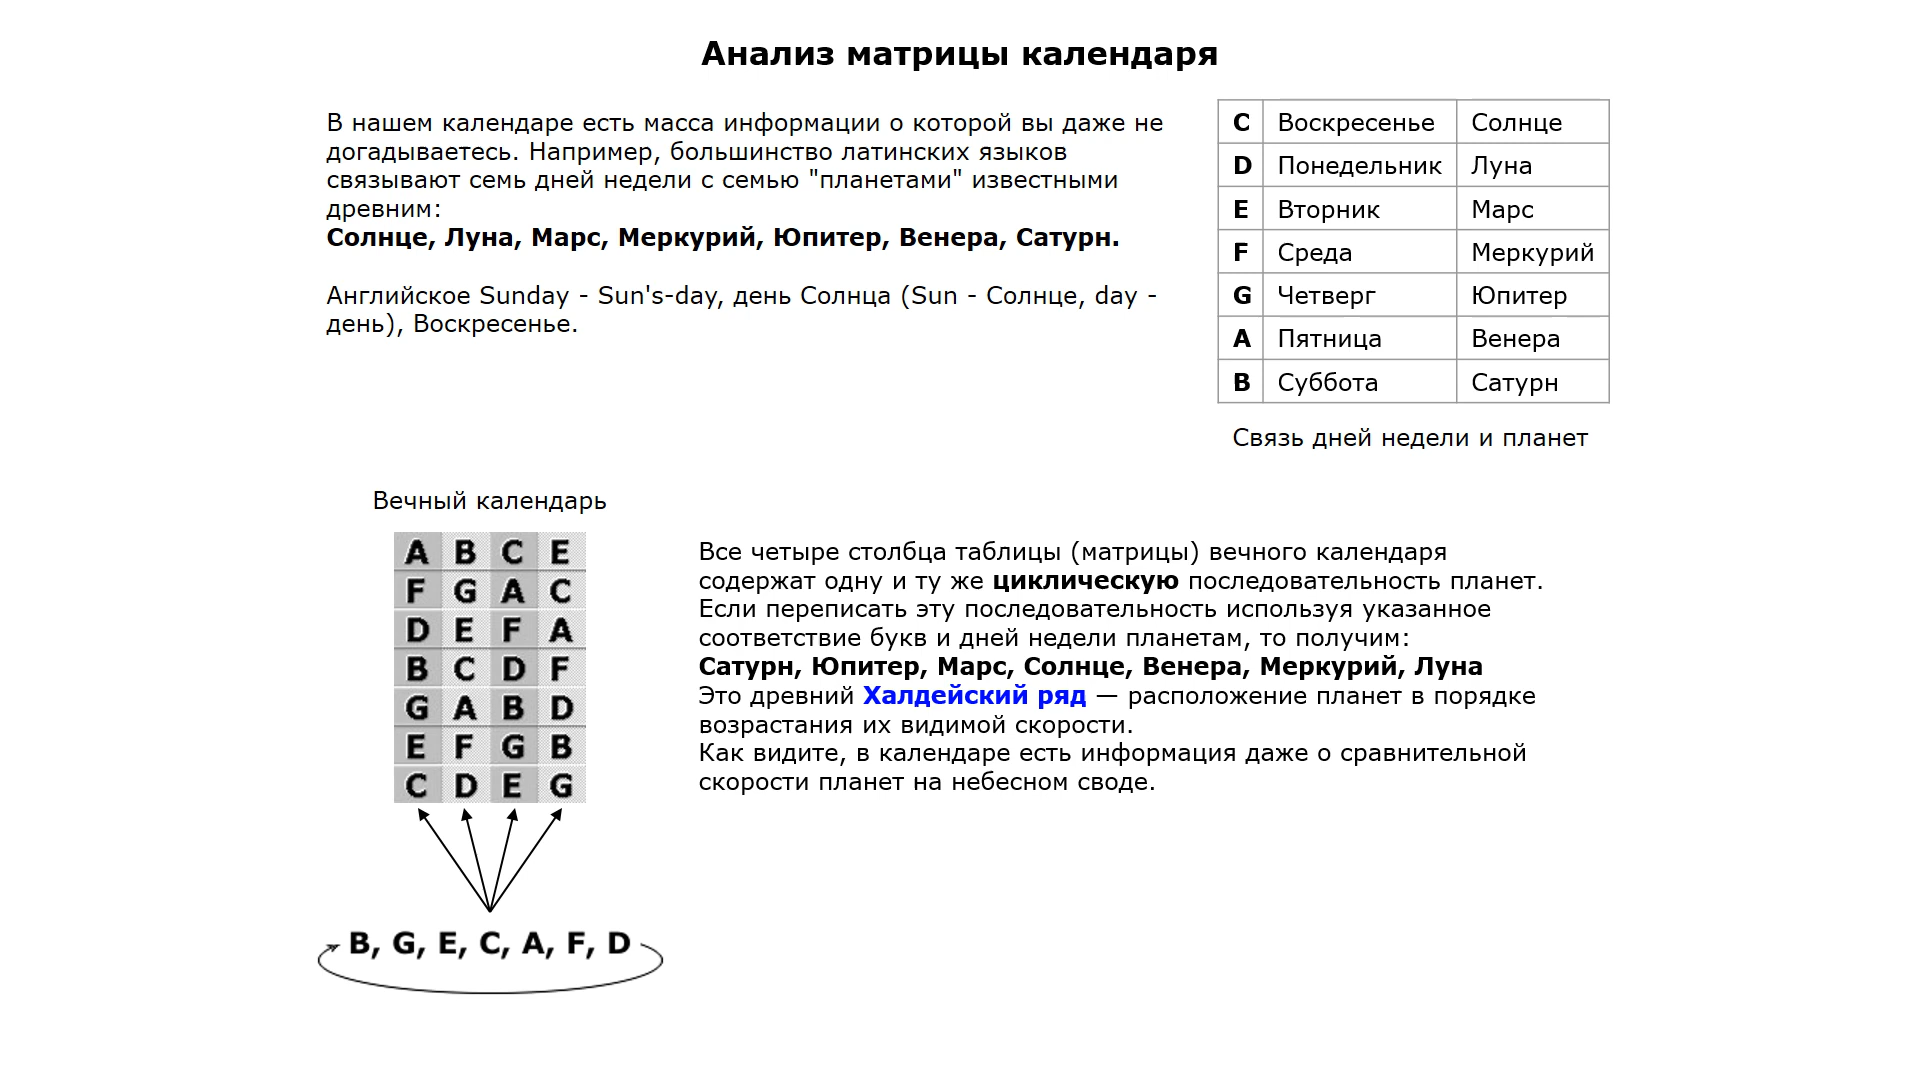 Анализ матрицы календаря
В нашем календаре есть масса информации о которой вы даже не
догадываетесь. Например, большинство латинских языков
связывают семь дней недели с семью "планетами" известными
древним:
Солнце, Луна, Марс, Меркурий, Юпитер, Венера, Сатурн.
Английское Sunday - Sun's-day, день Солнца (Sun - Солнце, day -
день), Воскресенье.
C Воскресенье Солнце
D Понедельник Луна
E Вторник Марс
F Среда Меркурий
G Четверг Юпитер
A Пятница Венера
B Суббота Сатурн
Связь дней недели и планет
Вечный календарь
A B C E
F G A C
D E F A
B C D F
G A B D
E F G B
C D E G
B, G, E, C, A, F, D
Все четыре столбца таблицы (матрицы) вечного календаря
содержат одну и ту же циклическую последовательность планет.
Если переписать эту последовательность используя указанное
соответствие букв и дней недели планетам, то получим:
Сатурн, Юпитер, Марс, Солнце, Венера, Меркурий, Луна
Это древний Халдейский ряд — расположение планет в порядке
возрастания их видимой скорости.
Как видите, в календаре есть информация даже о сравнительной
скорости планет на небесном своде.